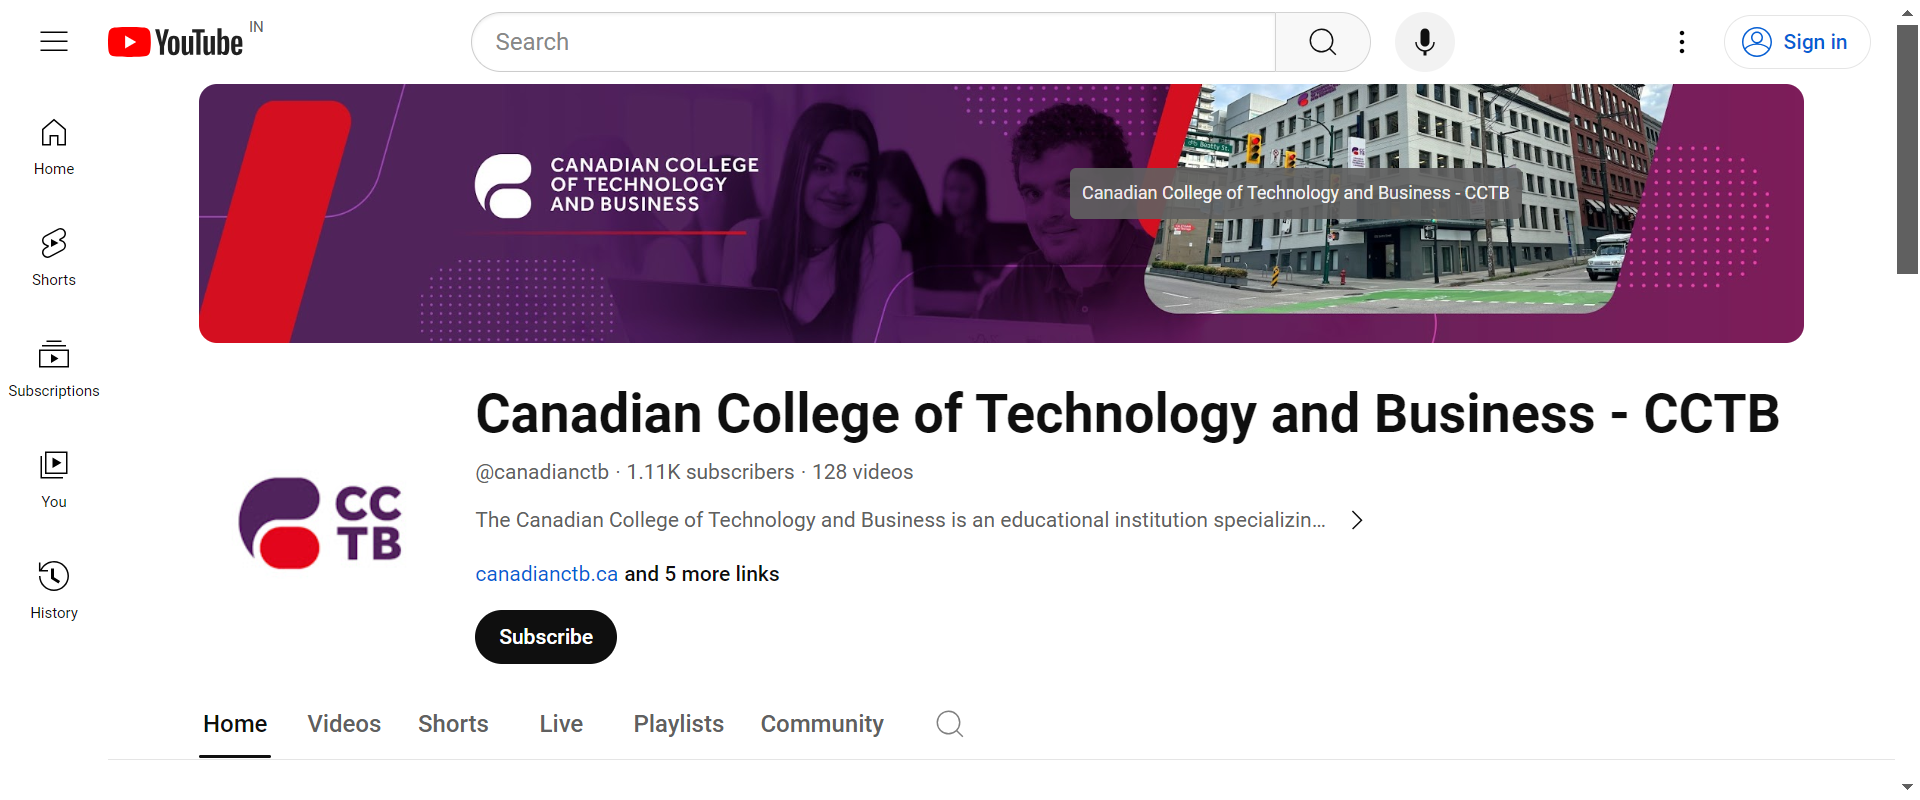 YouTube IN
Search
Sign in
Home
Shorts
Subscriptions
You
History
CANADIAN COLLEGE
OF TECHNOLOGY
AND BUSINESS
Beatty St.
Canadian College of Technology and Business - CCTB
Canadian College of Technology and Business - CCTB
@canadianctb · 1.11K subscribers · 128 videos
CC
TB
The Canadian College of Technology and Business is an educational institution specializin...
canadianctb.ca and 5 more links
Subscribe
Home Videos Shorts Live Playlists Community